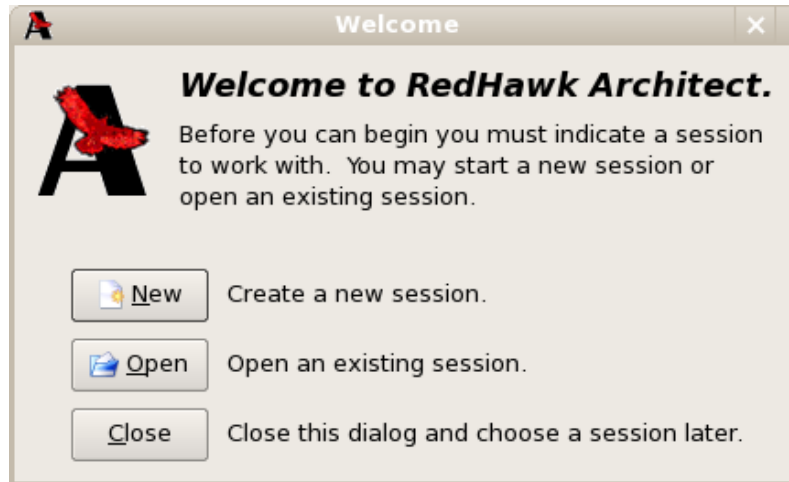 Welcome
Welcome to RedHawk Architect.
Before you can begin you must indicate a session
to work with.  You may start a new session or
open an existing session.
New Create a new session.
Open Open an existing session.
Close Close this dialog and choose a session later.